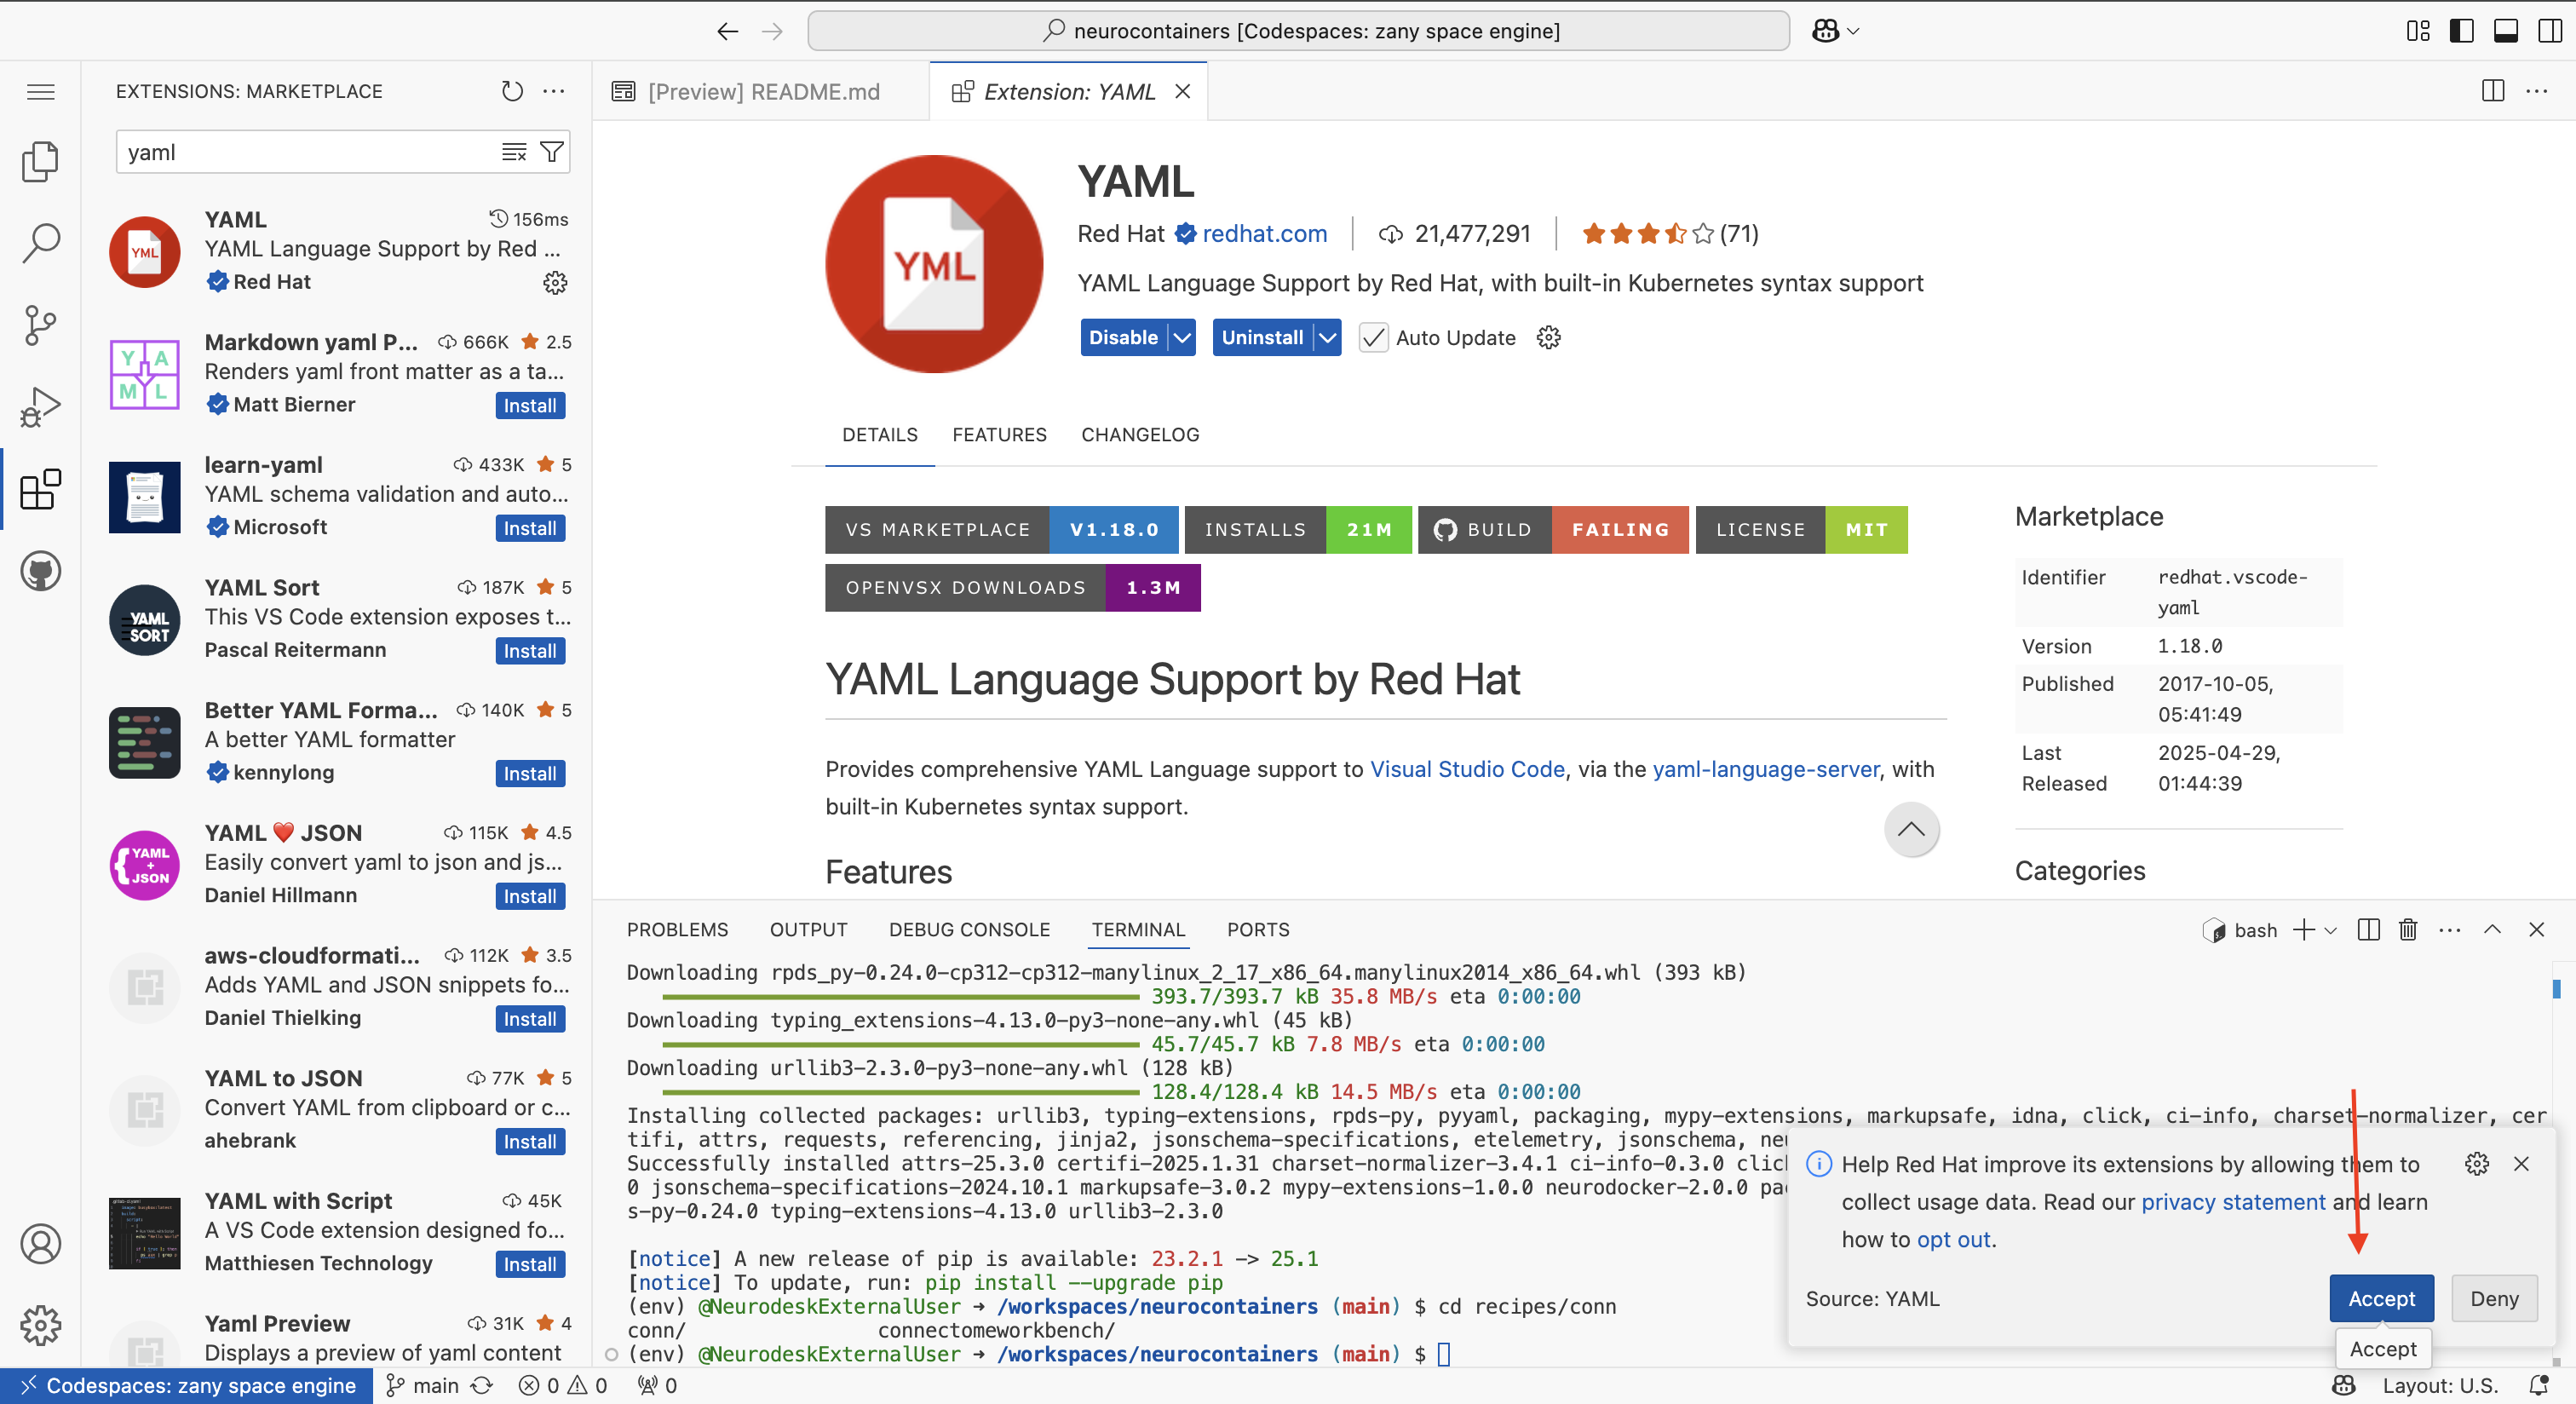 neurocontainers [Codespaces: zany space engine]
EXTENSIONS: MARKETPLACE
yaml
YAML 156ms
YAML Language Support by Red ...
Red Hat
Markdown yaml P... 666K 2.5
Renders yaml front matter as a ta...
Matt Bierner Install
learn-yaml 433K 5
YAML schema validation and auto...
Microsoft Install
YAML Sort 187K 5
This VS Code extension exposes t...
Pascal Reitermann Install
Better YAML Forma... 140K 5
A better YAML formatter
kennylong Install
YAML ❤️ JSON 115K 4.5
Easily convert yaml to json and js...
Daniel Hillmann Install
aws-cloudformati... 112K 3.5
Adds YAML and JSON snippets fo...
Daniel Thielking Install
YAML to JSON 77K 5
Convert YAML from clipboard or c...
ahebrank Install
YAML with Script 45K
A VS Code extension designed fo...
Matthiesen Technology Install
Yaml Preview 31K 4
Displays a preview of yaml content
YML
Y A
M L
YAML
SORT
YAML
+
JSON
[Preview] README.md
Extension: YAML
YML
YAML
Red Hat redhat.com 21,477,291 (71)
YAML Language Support by Red Hat, with built-in Kubernetes syntax support
Disable Uninstall Auto Update
DETAILS FEATURES CHANGELOG
VS MARKETPLACE V1.18.0 INSTALLS 21M BUILD FAILING LICENSE MIT
OPENVSX DOWNLOADS 1.3M
YAML Language Support by Red Hat
Provides comprehensive YAML Language support to Visual Studio Code, via the yaml-language-server, with
built-in Kubernetes syntax support.
Features
Marketplace
Identifier redhat.vscode-
yaml
Version 1.18.0
Published 2017-10-05,
05:41:49
Last 2025-04-29,
Released 01:44:39
Categories
PROBLEMS OUTPUT DEBUG CONSOLE TERMINAL PORTS
bash
Downloading rpds_py-0.24.0-cp312-cp312-manylinux_2_17_x86_64.manylinux2014_x86_64.whl (393 kB)
393.7/393.7 kB 35.8 MB/s eta 0:00:00
Downloading typing_extensions-4.13.0-py3-none-any.whl (45 kB)
45.7/45.7 kB 7.8 MB/s eta 0:00:00
Downloading urllib3-2.3.0-py3-none-any.whl (128 kB)
128.4/128.4 kB 14.5 MB/s eta 0:00:00
Installing collected packages: urllib3, typing-extensions, rpds-py, pyyaml, packaging, mypy-extensions, markupsafe, idna, click, ci-info, charset-normalizer, cer
tifi, attrs, requests, referencing, jinja2, jsonschema-specifications, etelemetry, jsonschema, ne
Successfully installed attrs-25.3.0 certifi-2025.1.31 charset-normalizer-3.4.1 ci-info-0.3.0 clic
0 jsonschema-specifications-2024.10.1 markupsafe-3.0.2 mypy-extensions-1.0.0 neurodocker-2.0.0 pa
s-py-0.24.0 typing-extensions-4.13.0 urllib3-2.3.0
[notice] A new release of pip is available: 23.2.1 -> 25.1
[notice] To update, run: pip install --upgrade pip
(env) @NeurodeskExternalUser ➜ /workspaces/neurocontainers (main) $ cd recipes/conn
conn/ connectomeworkbench/
(env) @NeurodeskExternalUser ➜ /workspaces/neurocontainers (main) $
Help Red Hat improve its extensions by allowing them to
collect usage data. Read our privacy statement and learn
how to opt out.
Source: YAML Accept Deny
Accept
Codespaces: zany space engine main 0 0 0 Layout: U.S.